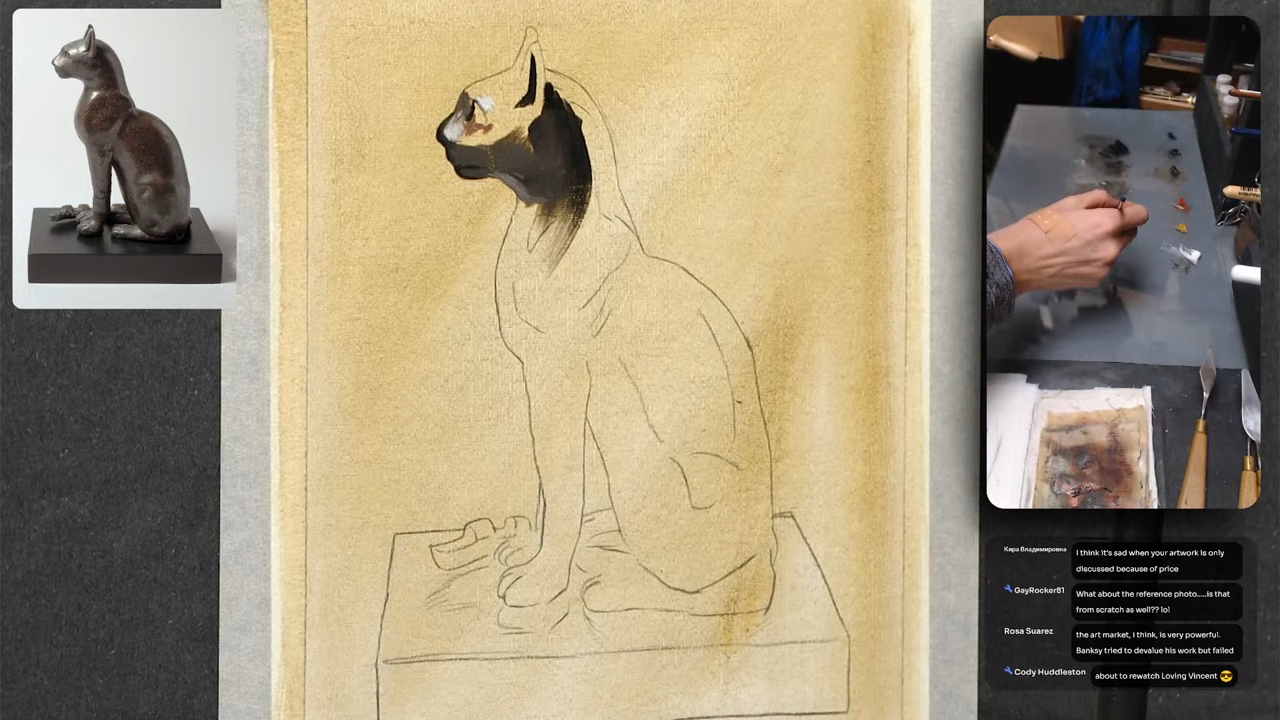 Кира Владимировна
I think it's sad when your artwork is only
discussed because of price
GayRocker81
What about the reference photo.....is that
from scratch as well?? lol
Rosa Suarez
the art market, i think, is very powerful.
Banksy tried to devalue his work but failed
Cody Huddleston
about to rewatch Loving Vincent 😎